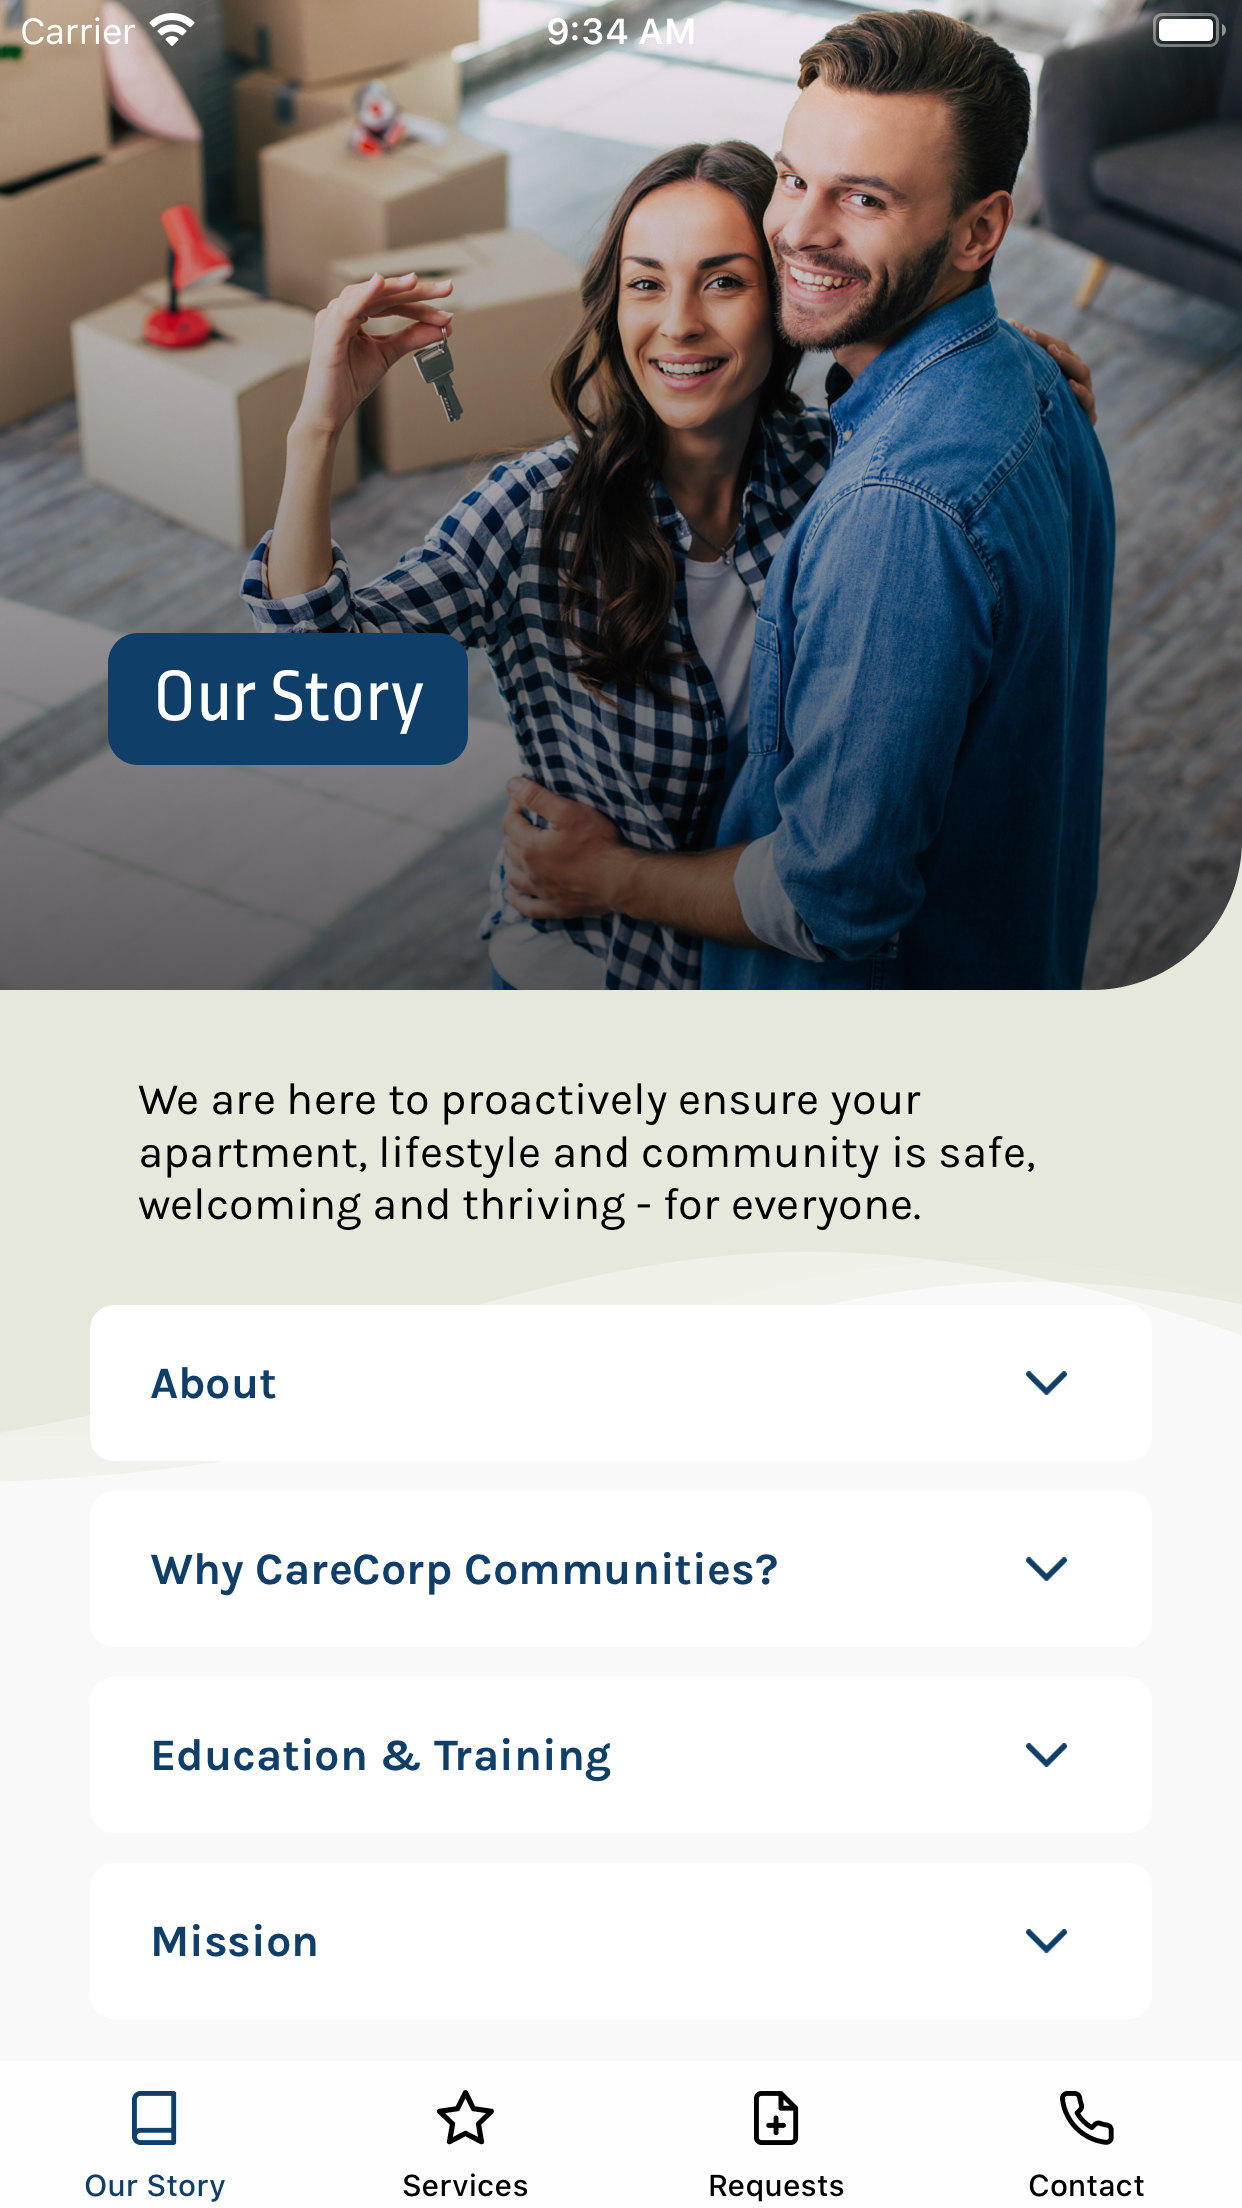 Carrier 9:34 AM
Our Story
We are here to proactively ensure your
apartment, lifestyle and community is safe,
welcoming and thriving - for everyone.
About
Why CareCorp Communities?
Education & Training
Mission
Our Story Services Requests Contact